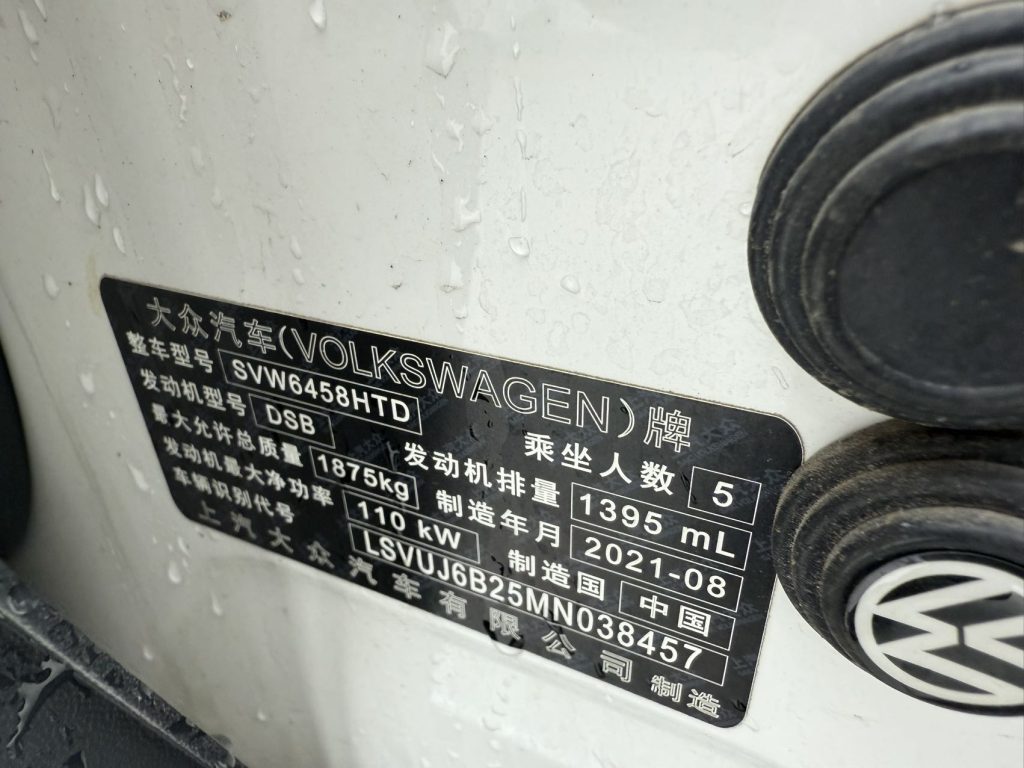 大众汽车(VOLKSWAGEN)牌
整车型号 SVW6458HTD 乘坐人数 5
发动机型号 DSB 发动机排量 1395 mL
最大允许总质量 1875kg 制造年月 2021-08
发动机最大净功率 110 kW 制造国 中国
车辆识别代号 LSVUJ6B25MN038457
上汽大众汽车有限公司制造